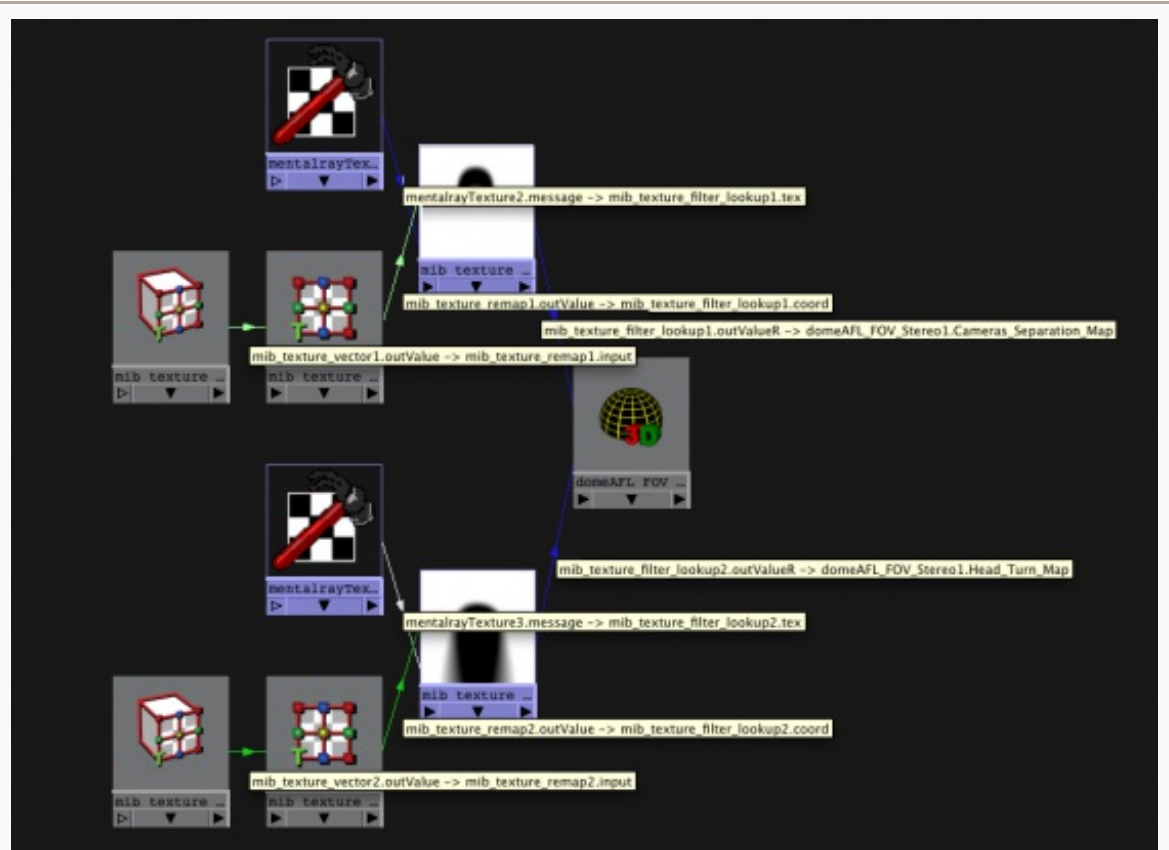 mentalrayTex...
mentalrayTexture2.message -> mib_texture_filter_lookup1.tex
mib texture ...
mib_texture_remap1.outValue -> mib_texture_filter_lookup1.coord
mib_texture_filter_lookup1.outValueR -> domeAFL_FOV_Stereo1.Cameras_Separation_Map
mib_texture_vector1.outValue -> mib_texture_remap1.input
mib texture ...
mib texture ...
3D
domeAFL FOV ...
mib_texture_filter_lookup2.outValueR -> domeAFL_FOV_Stereo1.Head_Turn_Map
mentalrayTex...
mentalrayTexture3.message -> mib_texture_filter_lookup2.tex
mib texture ...
mib_texture_remap2.outValue -> mib_texture_filter_lookup2.coord
mib_texture_vector2.outValue -> mib_texture_remap2.input
mib texture ...
mib texture ...